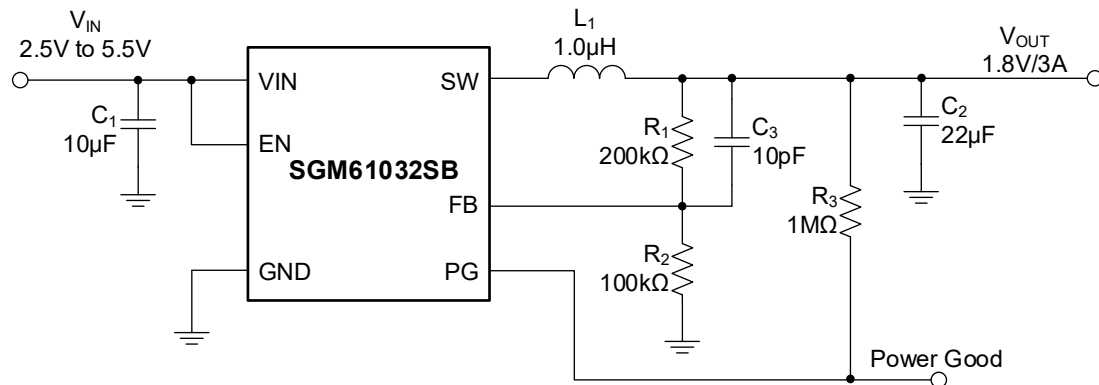 VIN
2.5V to 5.5V
C1
10µF
VIN
EN
GND
SGM61032SB
SW
FB
PG
L1
1.0µH
R1
200kΩ
C3
10pF
R2
100kΩ
R3
1MΩ
C2
22µF
VOUT
1.8V/3A
Power Good